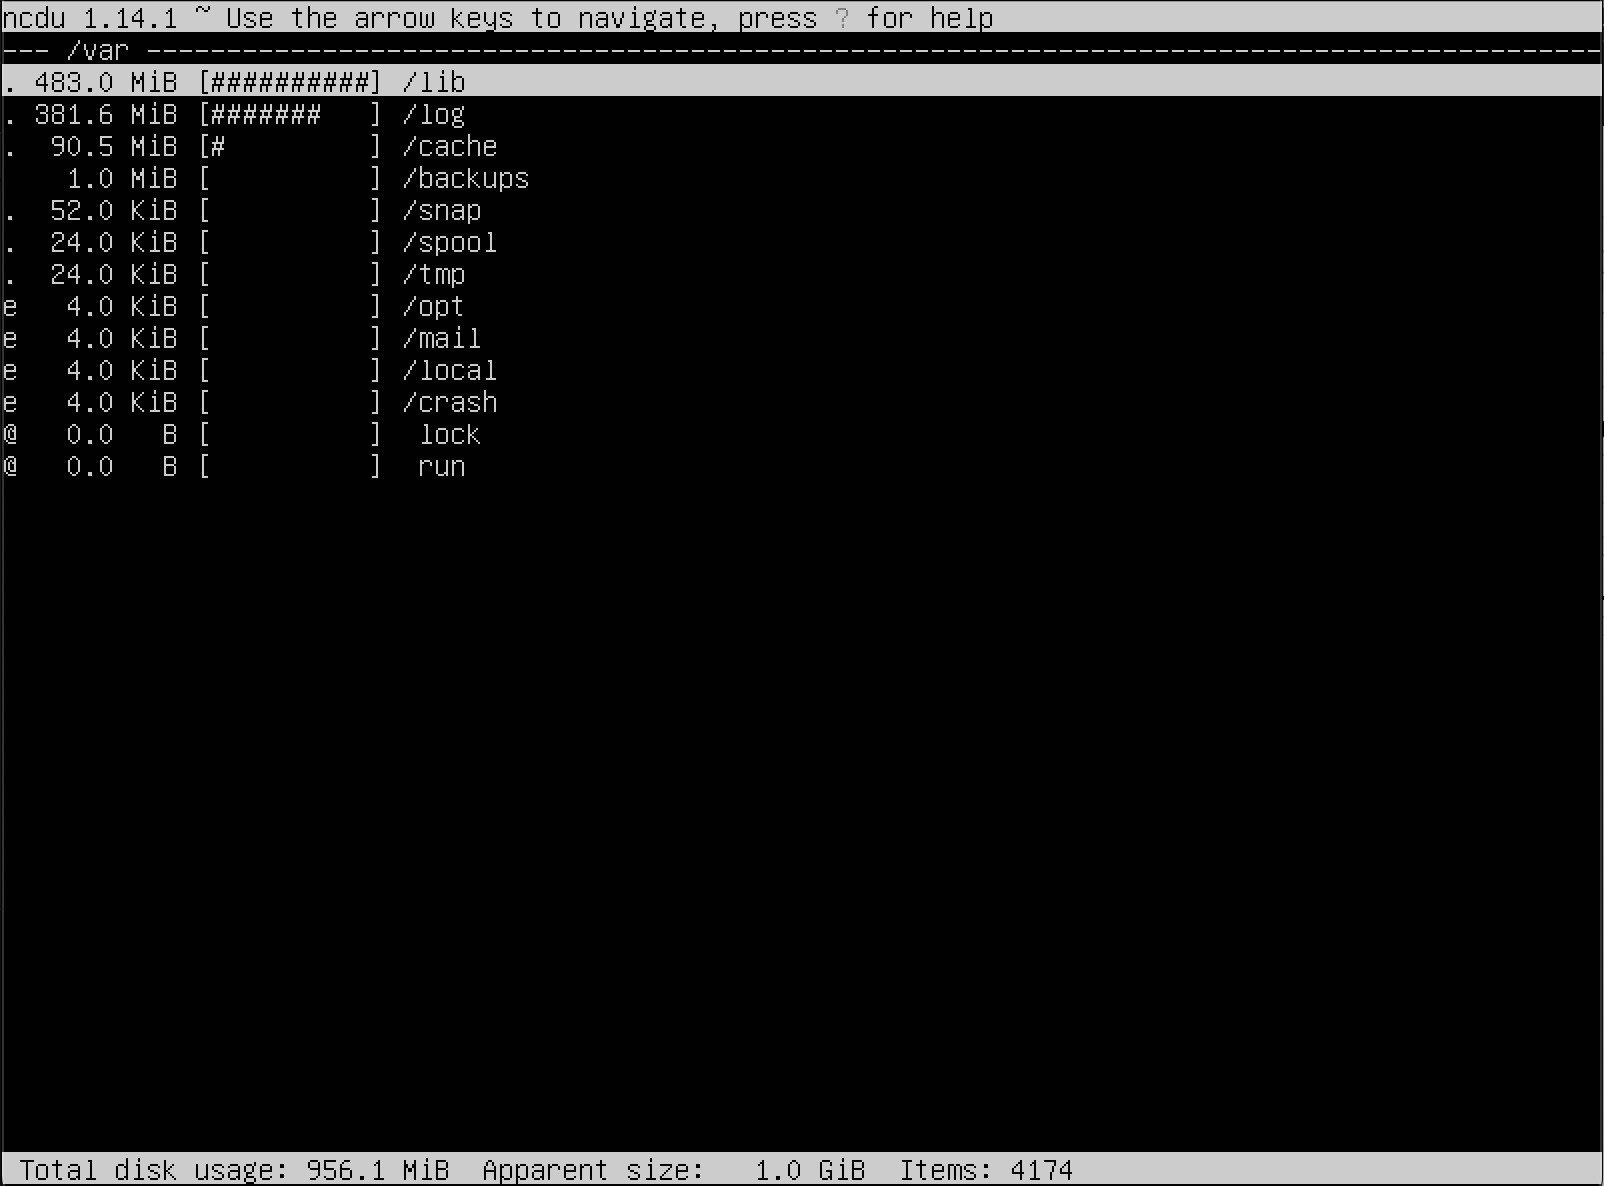 ncdu 1.14.1 ~ Use the arrow keys to navigate, press ? for help
--- /var -------------------------------------------------------------------------------------------
. 483.0 MiB [##########] /lib
. 381.6 MiB [#######   ] /log
.  90.5 MiB [#         ] /cache
    1.0 MiB [          ] /backups
.  52.0 KiB [          ] /snap
.  24.0 KiB [          ] /spool
.  24.0 KiB [          ] /tmp
e   4.0 KiB [          ] /opt
e   4.0 KiB [          ] /mail
e   4.0 KiB [          ] /local
e   4.0 KiB [          ] /crash
@   0.0   B [          ]  lock
@   0.0   B [          ]  run
Total disk usage: 956.1 MiB  Apparent size:   1.0 GiB  Items: 4174